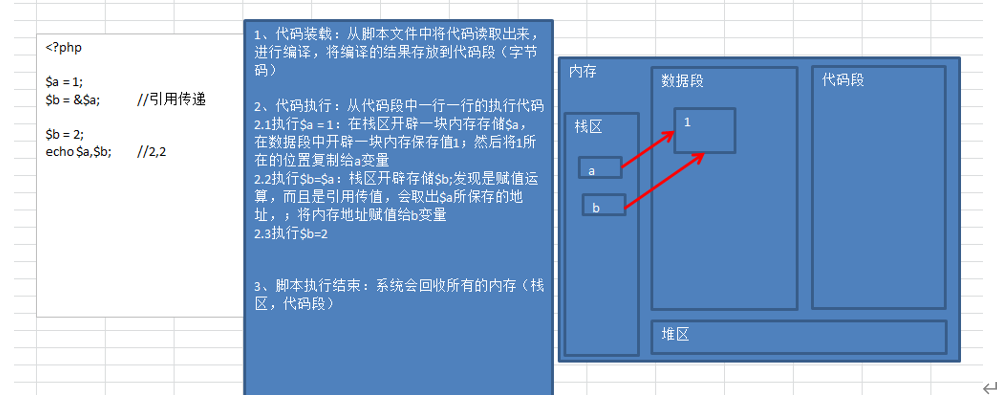 <?php
$a = 1;
$b = &$a; //引用传递
$b = 2;
echo $a,$b; //2,2
1、代码装载：从脚本文件中将代码读取出来，
进行编译，将编译的结果存放到代码段（字节
码）
2、代码执行：从代码段中一行一行的执行代码
2.1执行$a = 1：在栈区开辟一块内存存储$a，
在数据段中开辟一块内存保存值1；然后将1所
在的位置复制给a变量
2.2执行$b=$a：栈区开辟存储$b;发现是赋值运
算，而且是引用传值，会取出$a所保存的地
址，；将内存地址赋值给b变量
2.3执行$b=2
3、脚本执行结束：系统会回收所有的内存（栈
区，代码段）
内存
数据段
代码段
1
栈区
a
b
堆区